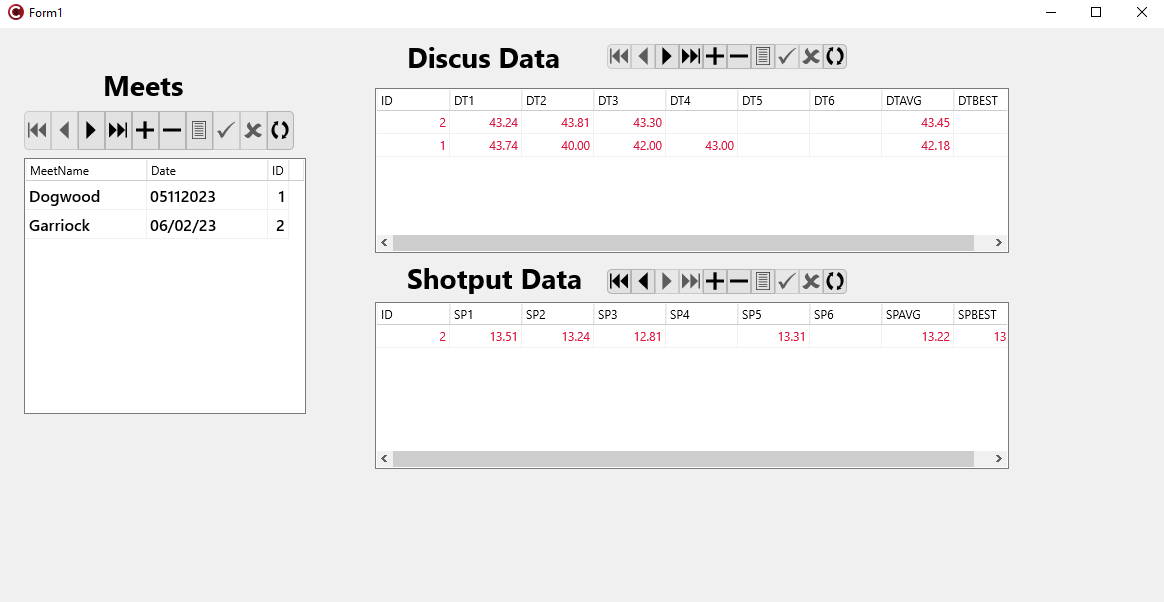 Form1
Meets
MeetName Date ID
Dogwood 05112023 1
Garriock 06/02/23 2
Discus Data
ID DT1 DT2 DT3 DT4 DT5 DT6 DTAVG DTBEST
2 43.24 43.81 43.30 43.45
1 43.74 40.00 42.00 43.00 42.18
Shotput Data
ID SP1 SP2 SP3 SP4 SP5 SP6 SPAVG SPBEST
2 13.51 13.24 12.81 13.31 13.22 13